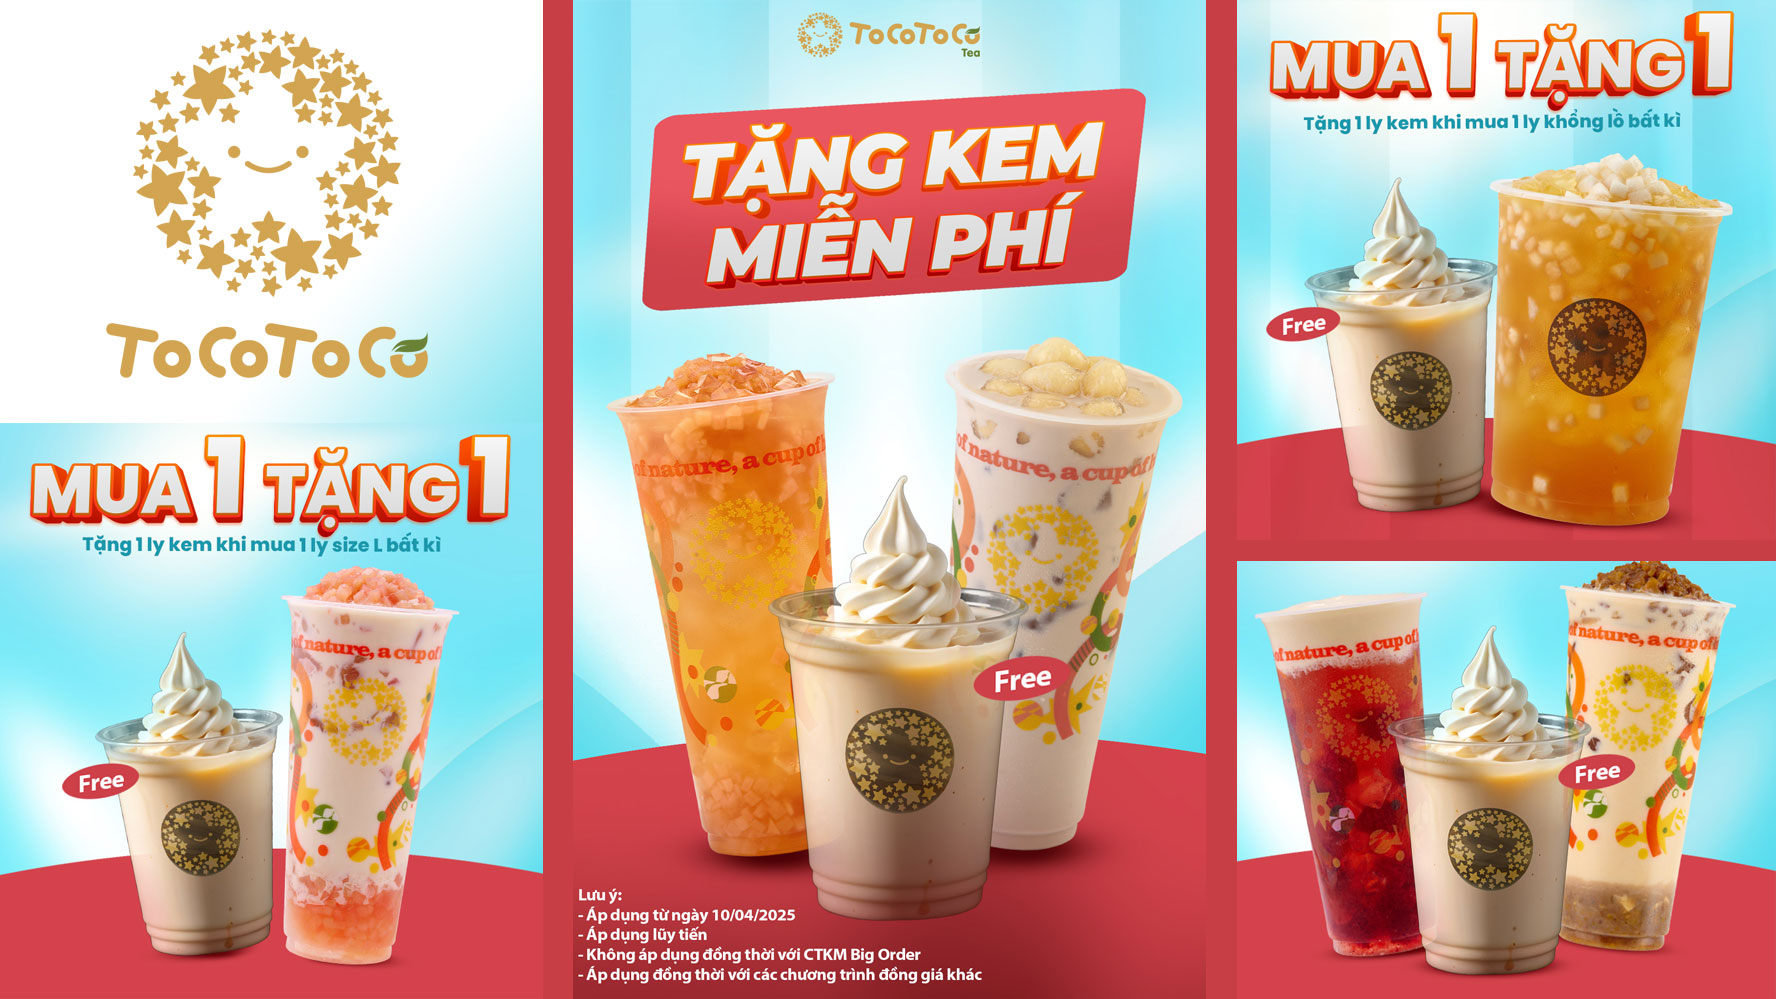 ToCoToCo
MUA 1 TẶNG 1
Tặng 1 ly kem khi mua 1 ly size L bất kì
of nature, a cup of
Free
ToCoToCo
Tea
TẶNG KEM
MIỄN PHÍ
of nature, a cup of
of nature, a cup of
Free
Lưu ý:
- Áp dụng từ ngày 10/04/2025
- Áp dụng lũy tiến
- Không áp dụng đồng thời với CTKM Big Order
- Áp dụng đồng thời với các chương trình đồng giá khác
MUA 1 TẶNG 1
Tặng 1 ly kem khi mua 1 ly khổng lồ bất kì
Free
of nature, a cup of
of nature, a cup of
Free